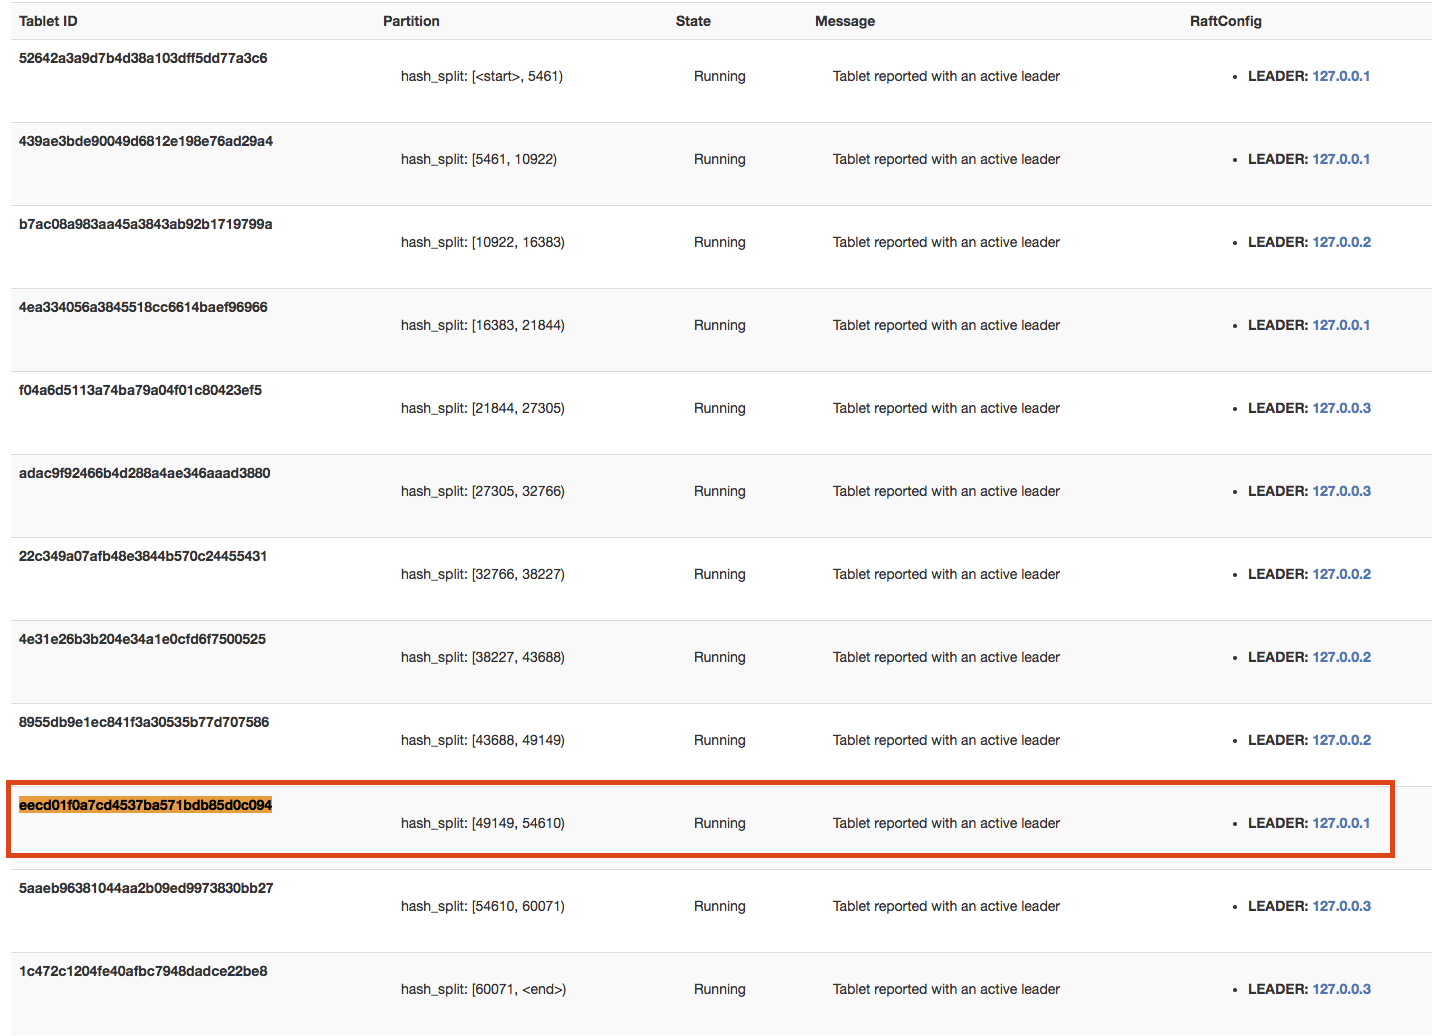 Tablet ID Partition State Message RaftConfig
52642a3a9d7b4d38a103dff5dd77a3c6
hash_split: [<start>, 5461) Running Tablet reported with an active leader • LEADER: 127.0.0.1
439ae3bde90049d6812e198e76ad29a4
hash_split: [5461, 10922) Running Tablet reported with an active leader • LEADER: 127.0.0.1
b7ac08a983aa45a3843ab92b1719799a
hash_split: [10922, 16383) Running Tablet reported with an active leader • LEADER: 127.0.0.2
4ea334056a3845518cc6614baef96966
hash_split: [16383, 21844) Running Tablet reported with an active leader • LEADER: 127.0.0.1
f04a6d5113a74ba79a04f01c80423ef5
hash_split: [21844, 27305) Running Tablet reported with an active leader • LEADER: 127.0.0.3
adac9f92466b4d288a4ae346aaad3880
hash_split: [27305, 32766) Running Tablet reported with an active leader • LEADER: 127.0.0.3
22c349a07afb48e3844b570c24455431
hash_split: [32766, 38227) Running Tablet reported with an active leader • LEADER: 127.0.0.2
4e31e26b3b204e34a1e0cfd6f7500525
hash_split: [38227, 43688) Running Tablet reported with an active leader • LEADER: 127.0.0.2
8955db9e1ec841f3a30535b77d707586
hash_split: [43688, 49149) Running Tablet reported with an active leader • LEADER: 127.0.0.2
eecd01f0a7cd4537ba571bdb85d0c094
hash_split: [49149, 54610) Running Tablet reported with an active leader • LEADER: 127.0.0.1
5aaeb96381044aa2b09ed9973830bb27
hash_split: [54610, 60071) Running Tablet reported with an active leader • LEADER: 127.0.0.3
1c472c1204fe40afbc7948dadce22be8
hash_split: [60071, <end>) Running Tablet reported with an active leader • LEADER: 127.0.0.3